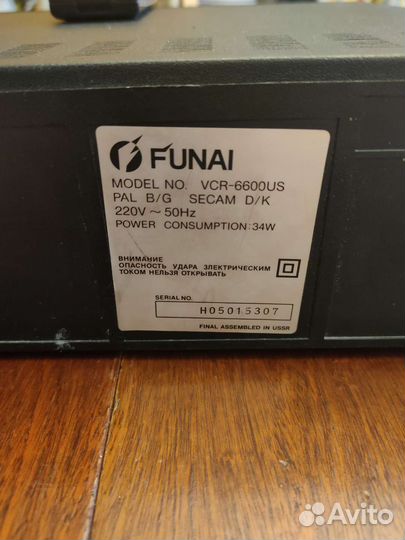 FUNAI
MODEL NO. VCR-6600US
PAL B/G SECAM D/K
220V ~ 50Hz
POWER CONSUMPTION: 34W
ВНИМАНИЕ
ОПАСНОСТЬ УДАРА ЭЛЕКТРИЧЕСКИМ
ТОКОМ НЕЛЬЗЯ ОТКРЫВАТЬ
SERIAL NO.
H05015307
FINAL ASSEMBLED IN USSR
Avito